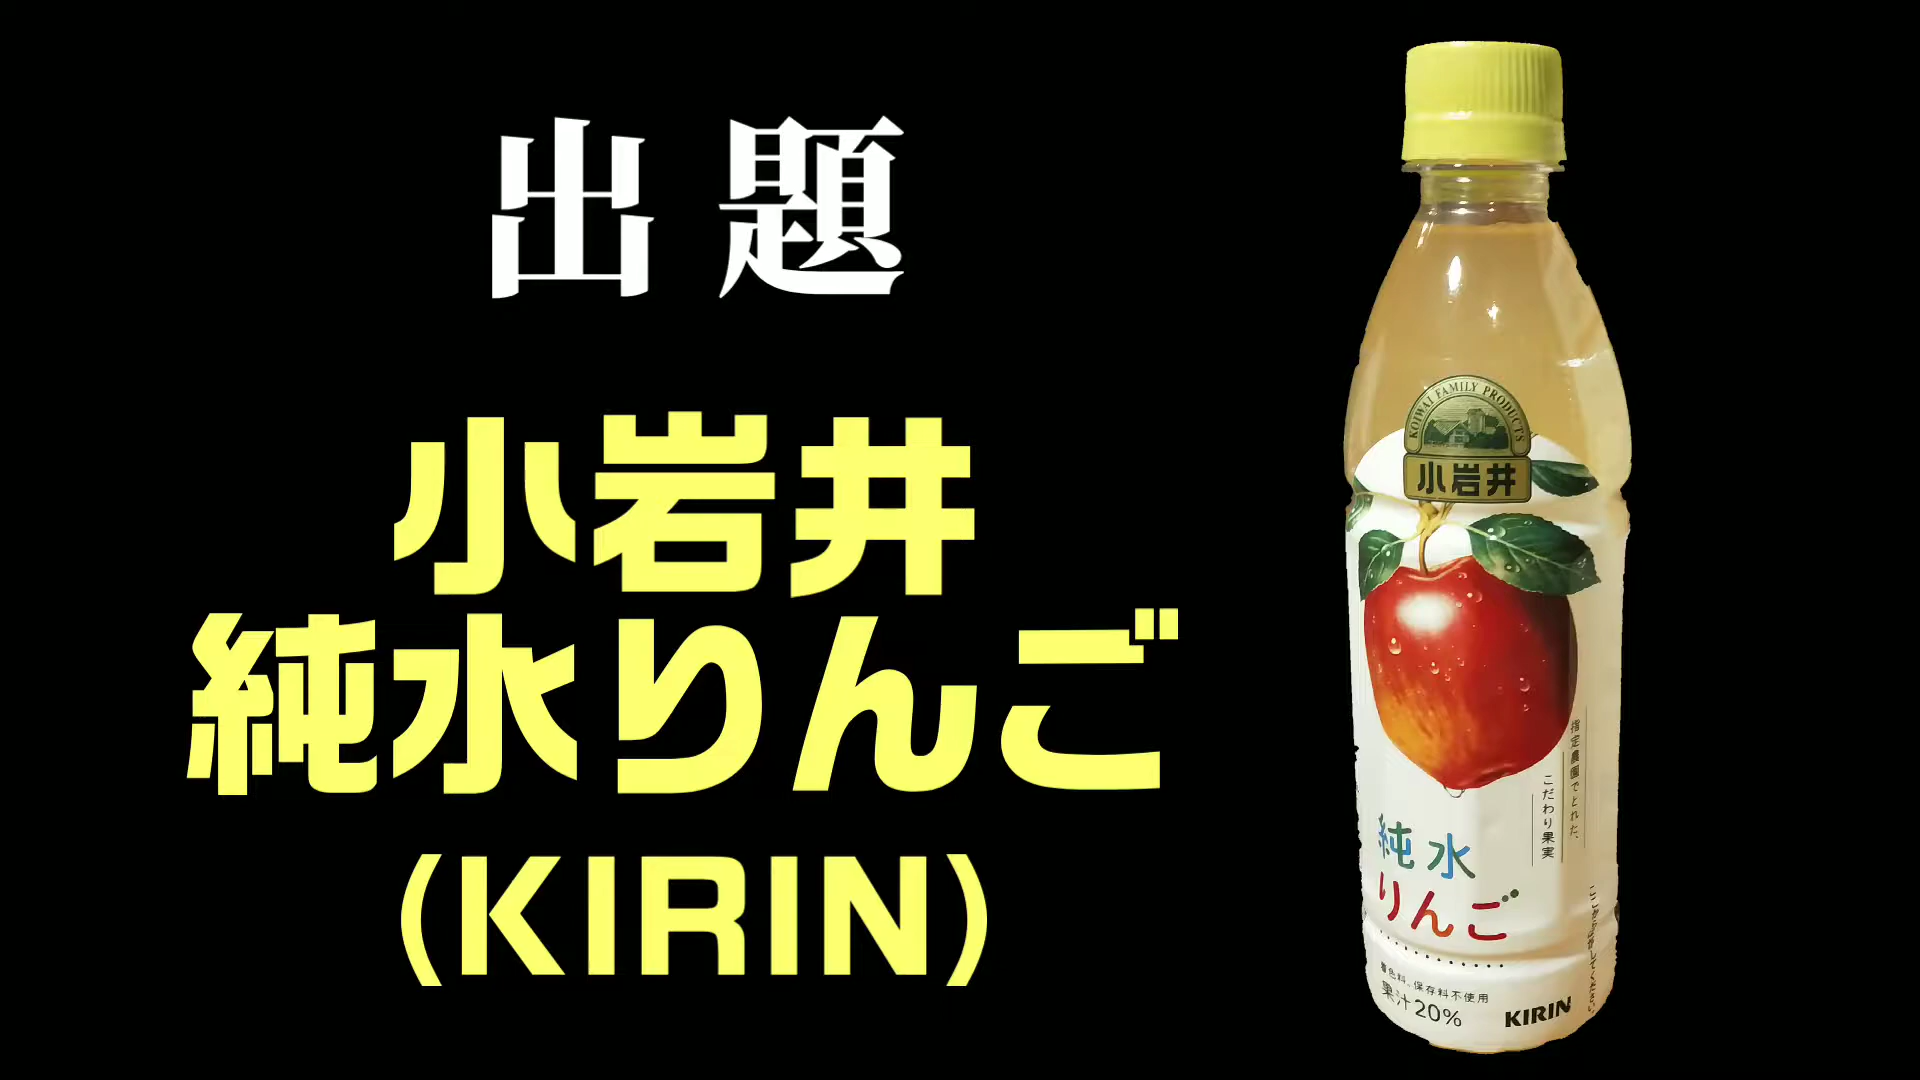 出題
小岩井
純水りんご
(KIRIN)
KOIWAI FAMILY PRODUCTS
小岩井
指定農園でとれた、
こだわり果実
純水
りんご
着色料、保存料不使用
果汁20%
KIRIN